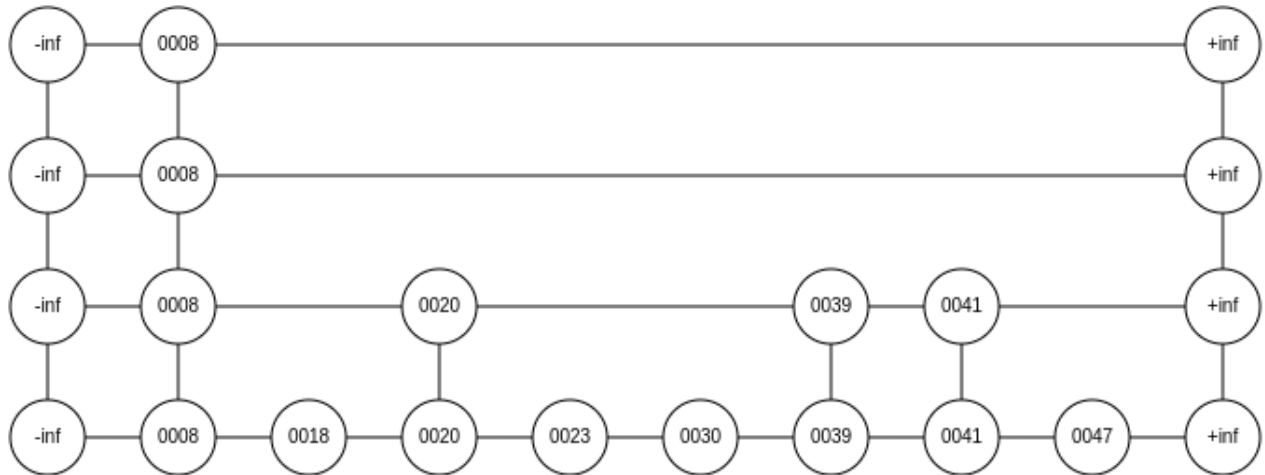 -inf 0008 +inf
-inf 0008 +inf
-inf 0008 0020 0039 0041 +inf
-inf 0008 0018 0020 0023 0030 0039 0041 0047 +inf